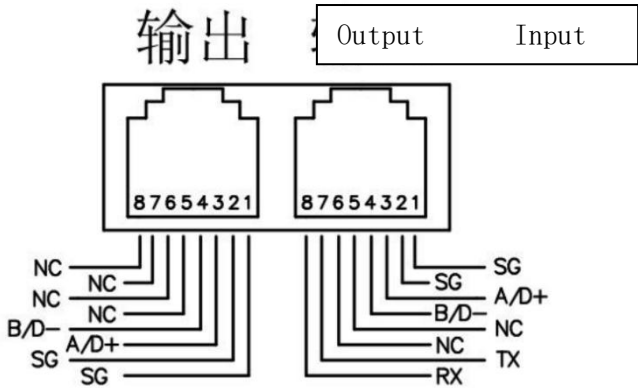 输出
Output Input
87654321 87654321
NC SG
NC SG
NC A/D+
NC B/D-
B/D- NC
A/D+ NC
SG TX
SG RX